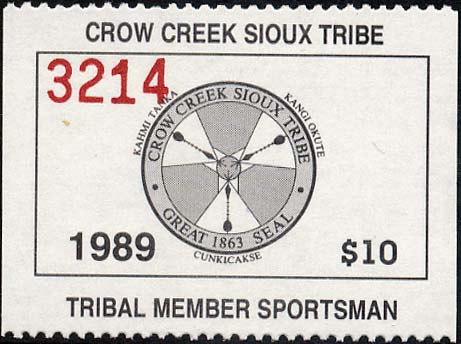 CROW CREEK SIOUX TRIBE
3214
KAHMI TANKA
KANGI OKUTE
CROW CREEK SIOUX TRIBE
GREAT 1863 SEAL
CUNKICAKSE
1989
$10
TRIBAL MEMBER SPORTSMAN